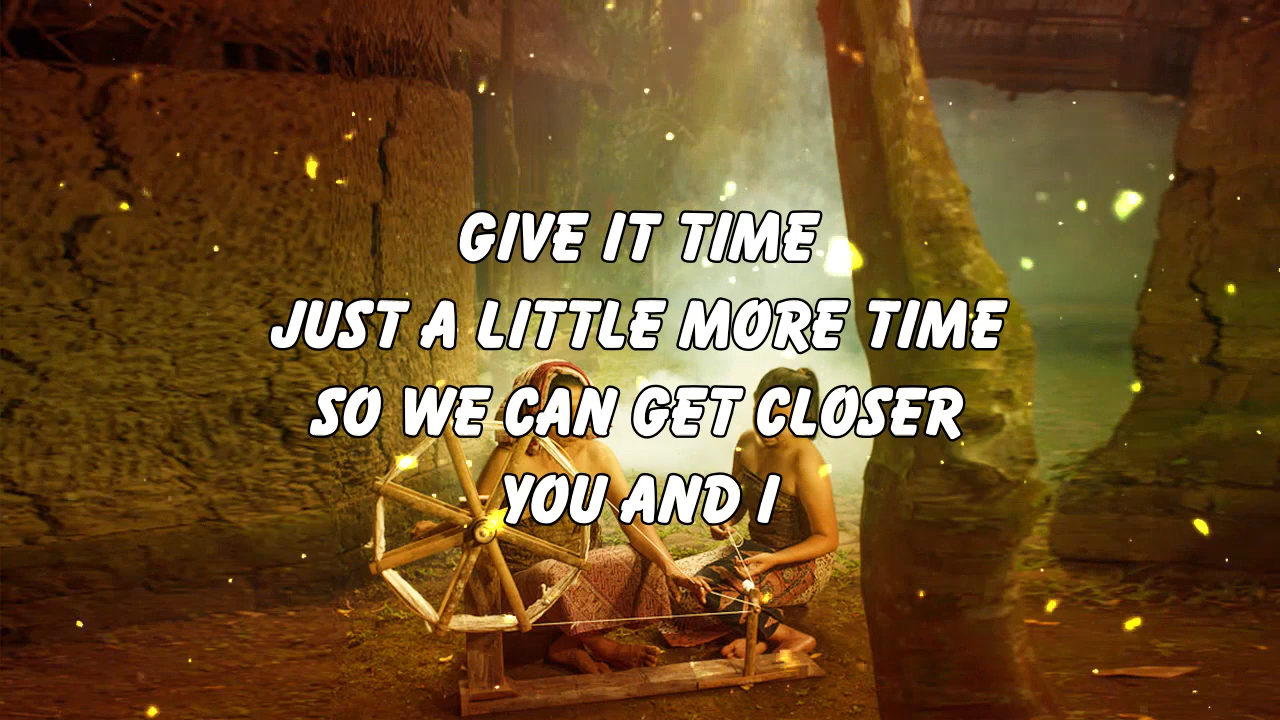 GIVE IT TIME
JUST A LITTLE MORE TIME
SO WE CAN GET CLOSER
YOU AND I